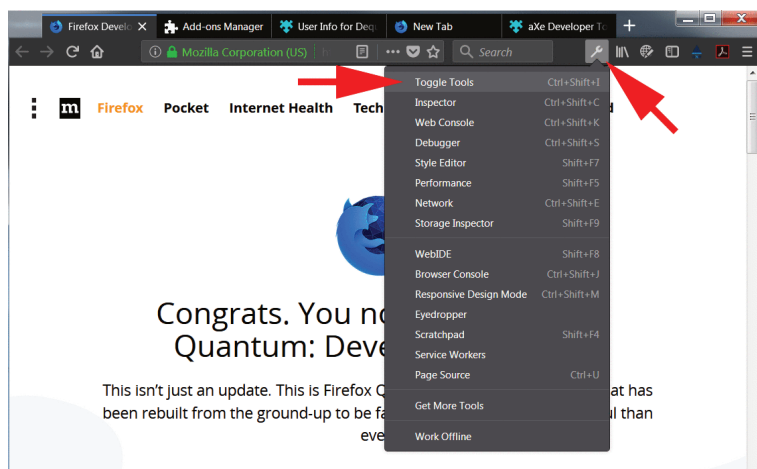 Firefox Develo
Add-ons Manager
User Info for Deq
New Tab
aXe Developer To
Mozilla Corporation (US)
Search
Toggle Tools Ctrl+Shift+I
Inspector Ctrl+Shift+C
Web Console Ctrl+Shift+K
Debugger Ctrl+Shift+S
Style Editor Shift+F7
Performance Shift+F5
Network Ctrl+Shift+E
Storage Inspector Shift+F9
WebIDE Shift+F8
Browser Console Ctrl+Shift+J
Responsive Design Mode Ctrl+Shift+M
Eyedropper
Scratchpad Shift+F4
Service Workers
Page Source Ctrl+U
Get More Tools
Work Offline
m Firefox Pocket Internet Health Tech
Congrats. You no
Quantum: Deve
This isn't just an update. This is Firefox Q at has
been rebuilt from the ground-up to be fa ul than
eve